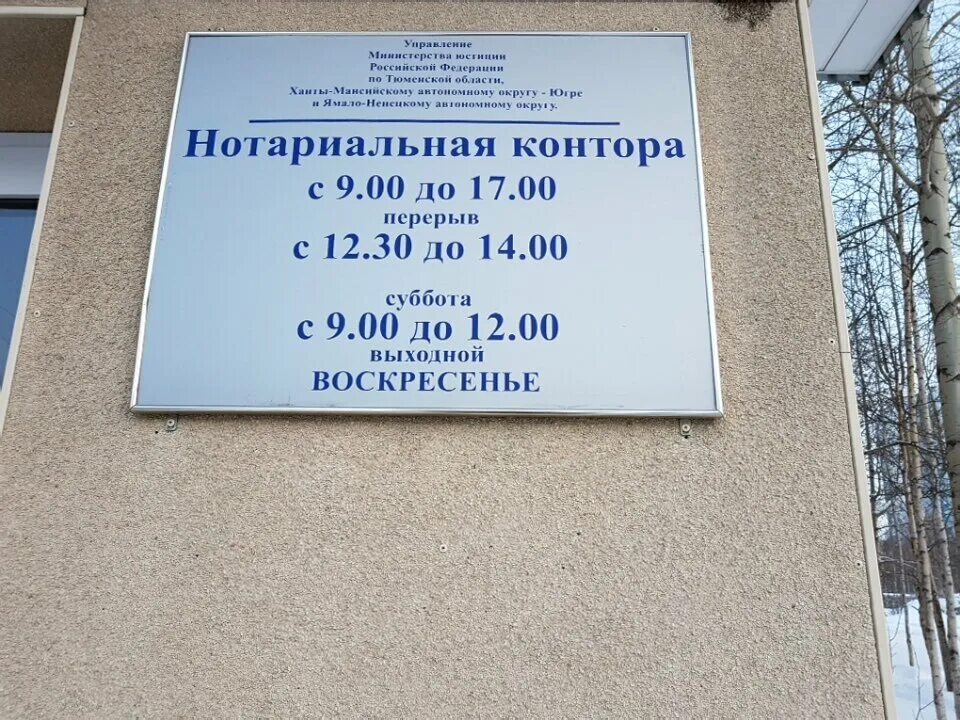 Управление
Министерства юстиции
Российской Федерации
по Тюменской области,
Ханты-Мансийскому автономному округу - Югре
и Ямало-Ненецкому автономному округу.
Нотариальная контора
с 9.00 до 17.00
перерыв
с 12.30 до 14.00
суббота
с 9.00 до 12.00
выходной
ВОСКРЕСЕНЬЕ